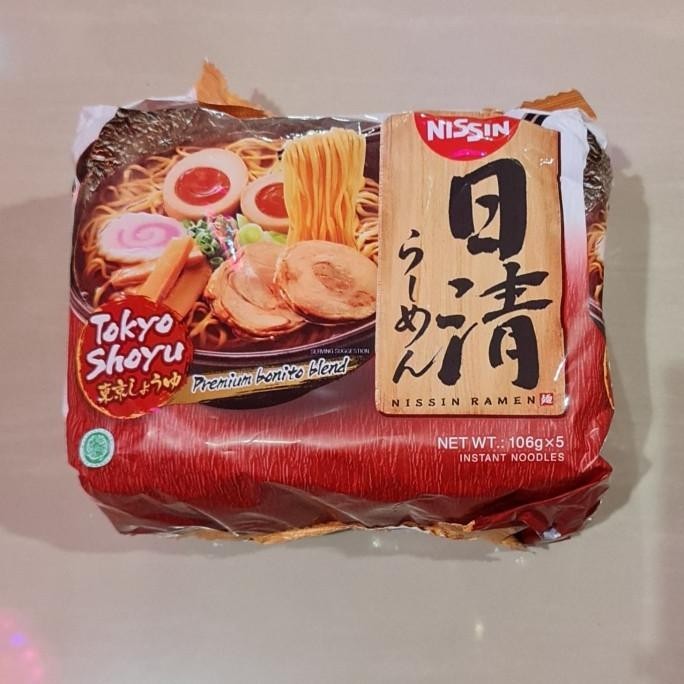 NISSIN
日清
らーめん
NISSIN RAMEN 麺
SERVING SUGGESTION
Tokyo
Shoyu
東京しょうゆ
Premium bonito blend
NET WT.: 106g×5
INSTANT NOODLES